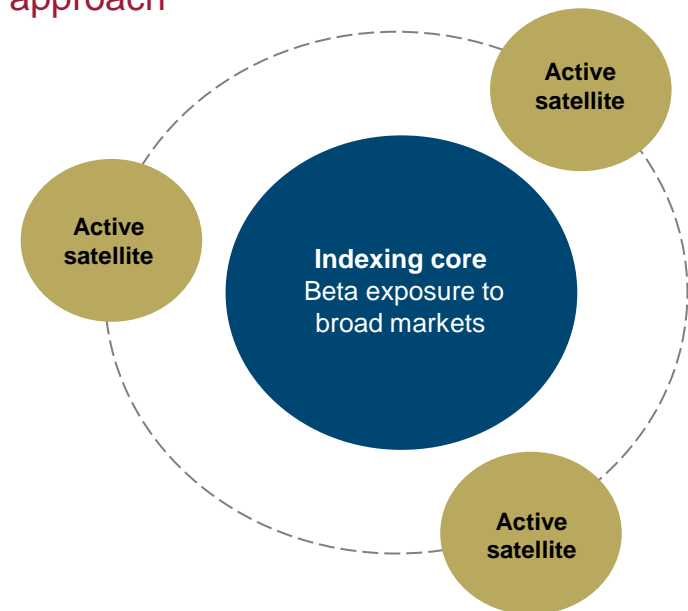 approach
Active
satellite
Active
satellite
Indexing core
Beta exposure to
broad markets
Active
satellite